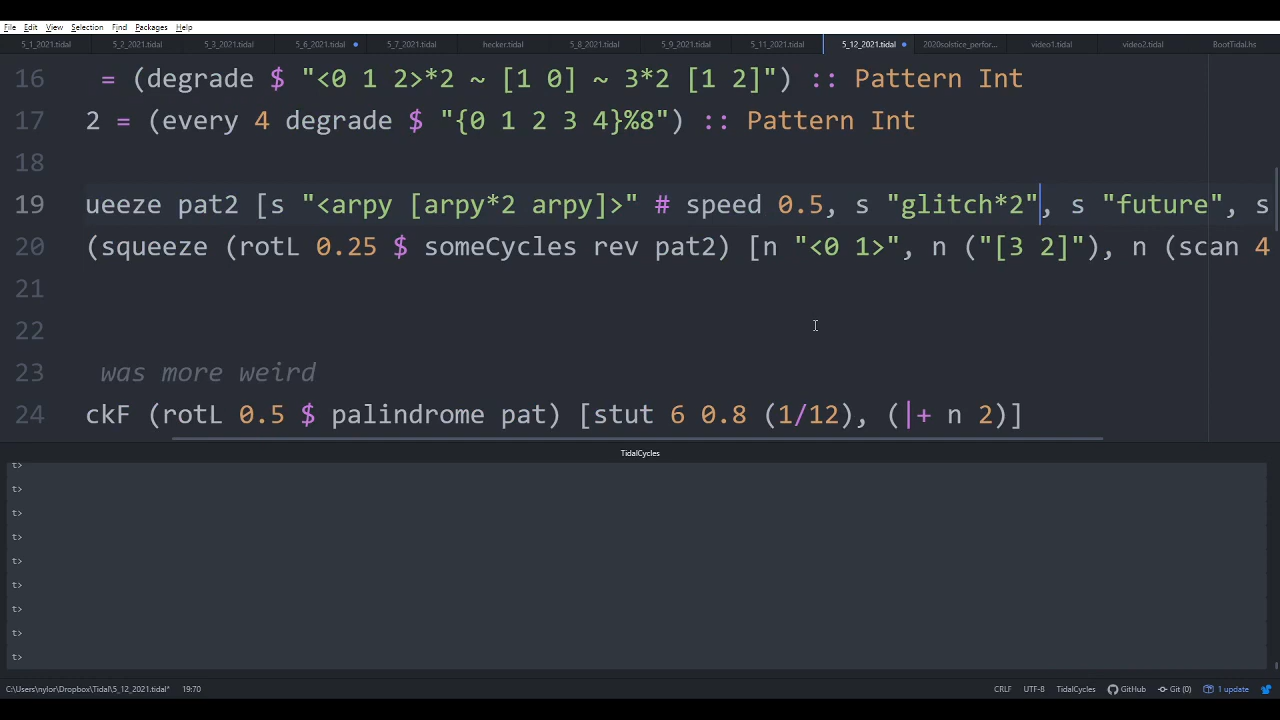 File Edit View Selection Find Packages Help
5_1_2021.tidal 5_2_2021.tidal 5_3_2021.tidal 5_6_2021.tidal 5_7_2021.tidal hecker.tidal 5_8_2021.tidal 5_9_2021.tidal 5_11_2021.tidal 5_12_2021.tidal 2020solstice_perfor... video1.tidal video2.tidal BootTidal.hs
16 = (degrade $ "<0 1 2>*2 ~ [1 0] ~ 3*2 [1 2]") :: Pattern Int
17 2 = (every 4 degrade $ "{0 1 2 3 4}%8") :: Pattern Int
18
19 ueeze pat2 [s "<arpy [arpy*2 arpy]>" # speed 0.5, s "glitch*2", s "future", s
20 (squeeze (rotL 0.25 $ someCycles rev pat2) [n "<0 1>", n ("[3 2]"), n (scan 4
21
22
23 was more weird
24 ckF (rotL 0.5 $ palindrome pat) [stut 6 0.8 (1/12), (|+ n 2)]
TidalCycles
t>
t>
t>
t>
t>
t>
t>
t>
t>
C:\Users\nylor\Dropbox\Tidal\5_12_2021.tidal* 19:70 CRLF UTF-8 TidalCycles GitHub Git (0) 1 update